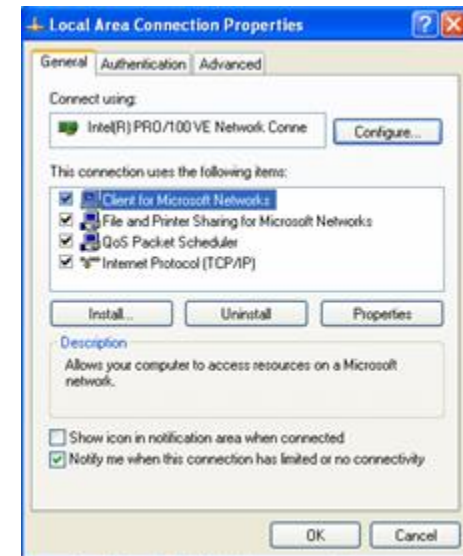 Local Area Connection Properties
General Authentication Advanced
Connect using:
Intel(R) PRO/100 VE Network Conne Configure...
This connection uses the following items:
Client for Microsoft Networks
File and Printer Sharing for Microsoft Networks
QoS Packet Scheduler
Internet Protocol (TCP/IP)
Install... Uninstall Properties
Description
Allows your computer to access resources on a Microsoft
network.
Show icon in notification area when connected
Notify me when this connection has limited or no connectivity
OK Cancel